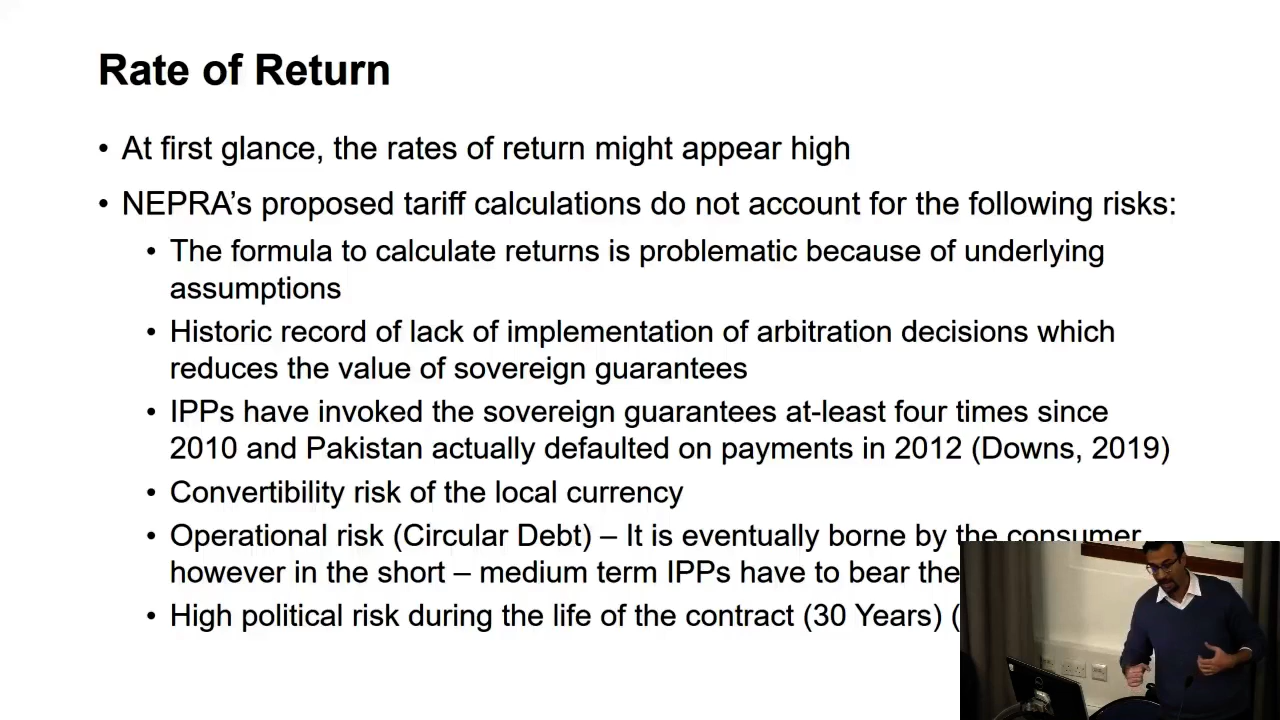 Rate of Return
• At first glance, the rates of return might appear high
• NEPRA's proposed tariff calculations do not account for the following risks:
• The formula to calculate returns is problematic because of underlying
assumptions
• Historic record of lack of implementation of arbitration decisions which
reduces the value of sovereign guarantees
• IPPs have invoked the sovereign guarantees at-least four times since
2010 and Pakistan actually defaulted on payments in 2012 (Downs, 2019)
• Convertibility risk of the local currency
• Operational risk (Circular Debt) – It is eventually borne by the consumer
however in the short – medium term IPPs have to bear the
• High political risk during the life of the contract (30 Years) (